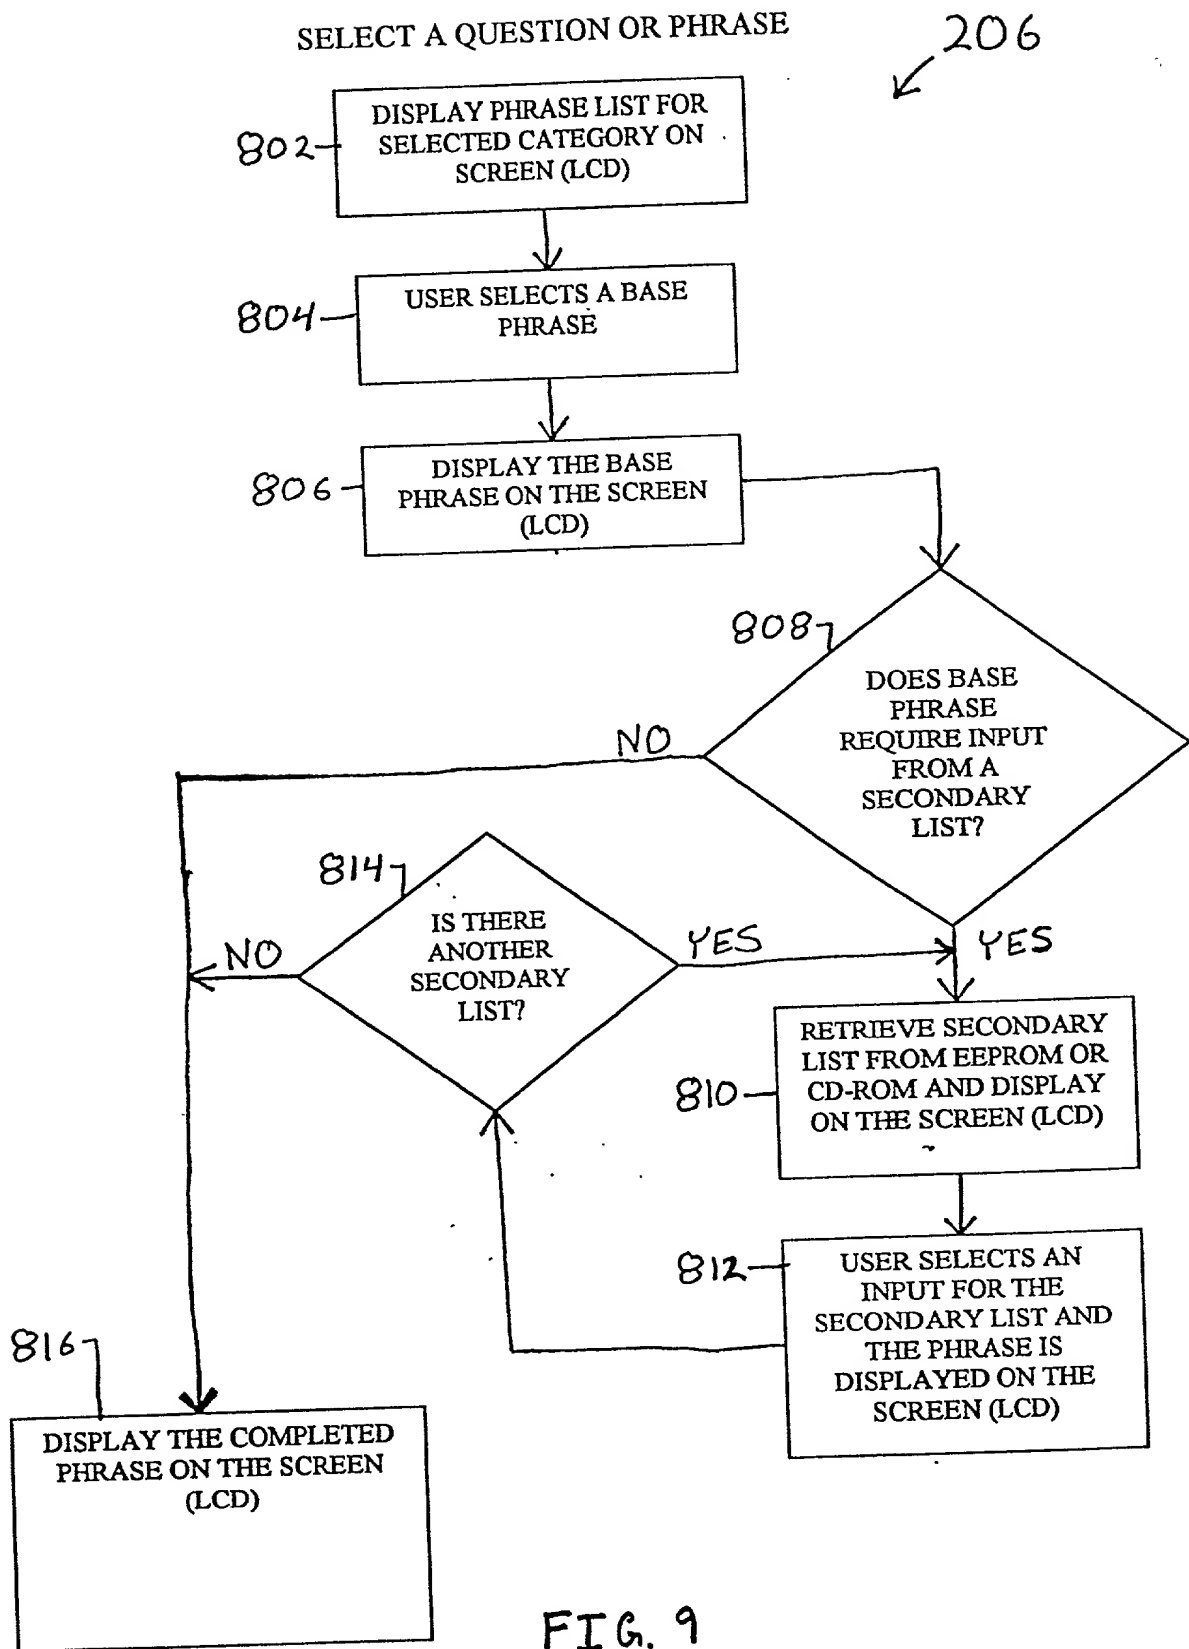 SELECT A QUESTION OR PHRASE
206
802
DISPLAY PHRASE LIST FOR
SELECTED CATEGORY ON
SCREEN (LCD)
804
USER SELECTS A BASE
PHRASE
806
DISPLAY THE BASE
PHRASE ON THE SCREEN
(LCD)
808
DOES BASE
PHRASE
REQUIRE INPUT
FROM A
SECONDARY
LIST?
NO
YES
814
IS THERE
ANOTHER
SECONDARY
LIST?
NO
YES
810
RETRIEVE SECONDARY
LIST FROM EEPROM OR
CD-ROM AND DISPLAY
ON THE SCREEN (LCD)
812
USER SELECTS AN
INPUT FOR THE
SECONDARY LIST AND
THE PHRASE IS
DISPLAYED ON THE
SCREEN (LCD)
816
DISPLAY THE COMPLETED
PHRASE ON THE SCREEN
(LCD)
FIG. 9